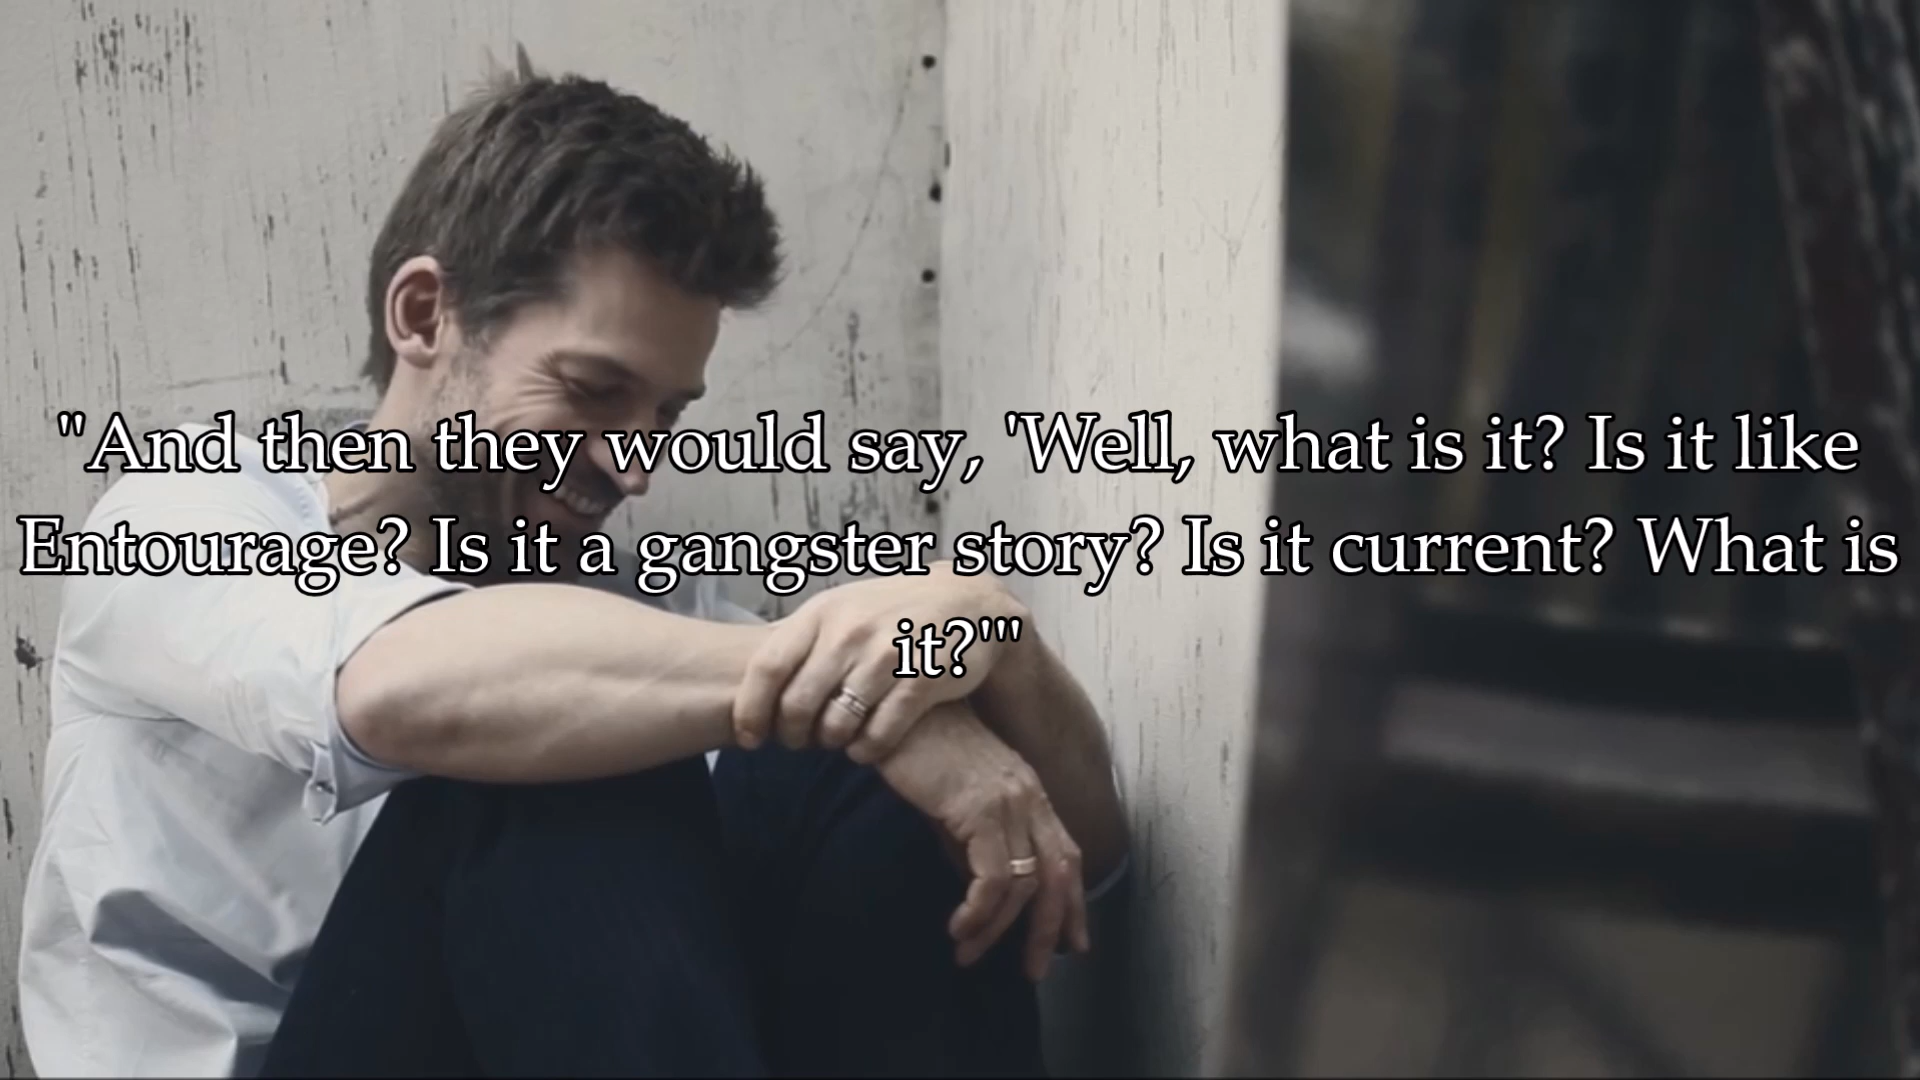 "And then they would say, 'Well, what is it? Is it like
Entourage? Is it a gangster story? Is it current? What is
it?'"